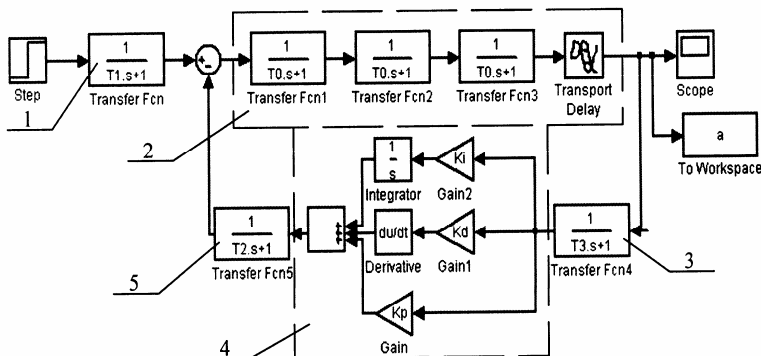 Step
1
T1.s+1
Transfer Fcn
1
+
-
1
T0.s+1
Transfer Fcn1
1
T0.s+1
Transfer Fcn2
1
T0.s+1
Transfer Fcn3
Transport
Delay
Scope
a
To Workspace
2
1
s
Integrator
Ki
Gain2
+
+
+
du/dt
Derivative
Kd
Gain1
Kp
Gain
1
T2.s+1
Transfer Fcn5
5
1
T3.s+1
Transfer Fcn4
3
4